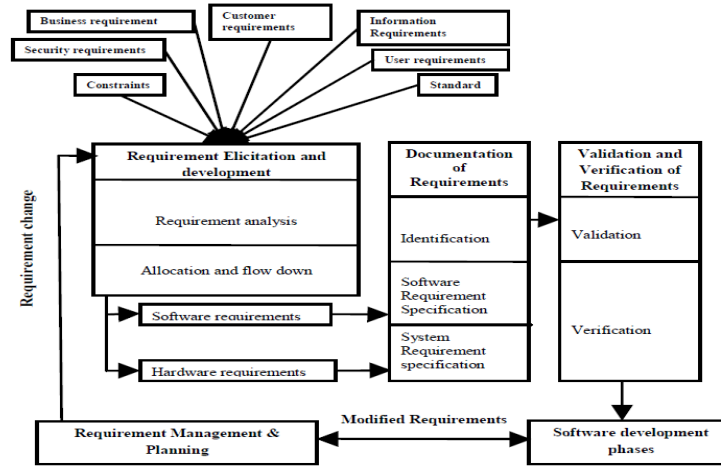 Business requirement
Customer
requirements
Information
Requirements
Security requirements
User requirements
Constraints
Standard
Requirement Elicitation and
development
Requirement analysis
Allocation and flow down
Software requirements
Hardware requirements
Documentation
of
Requirements
Identification
Software
Requirement
Specification
System
Requirement
specification
Validation and
Verification of
Requirements
Validation
Verification
Requirement change
Requirement Management &
Planning
Modified Requirements
Software development
phases